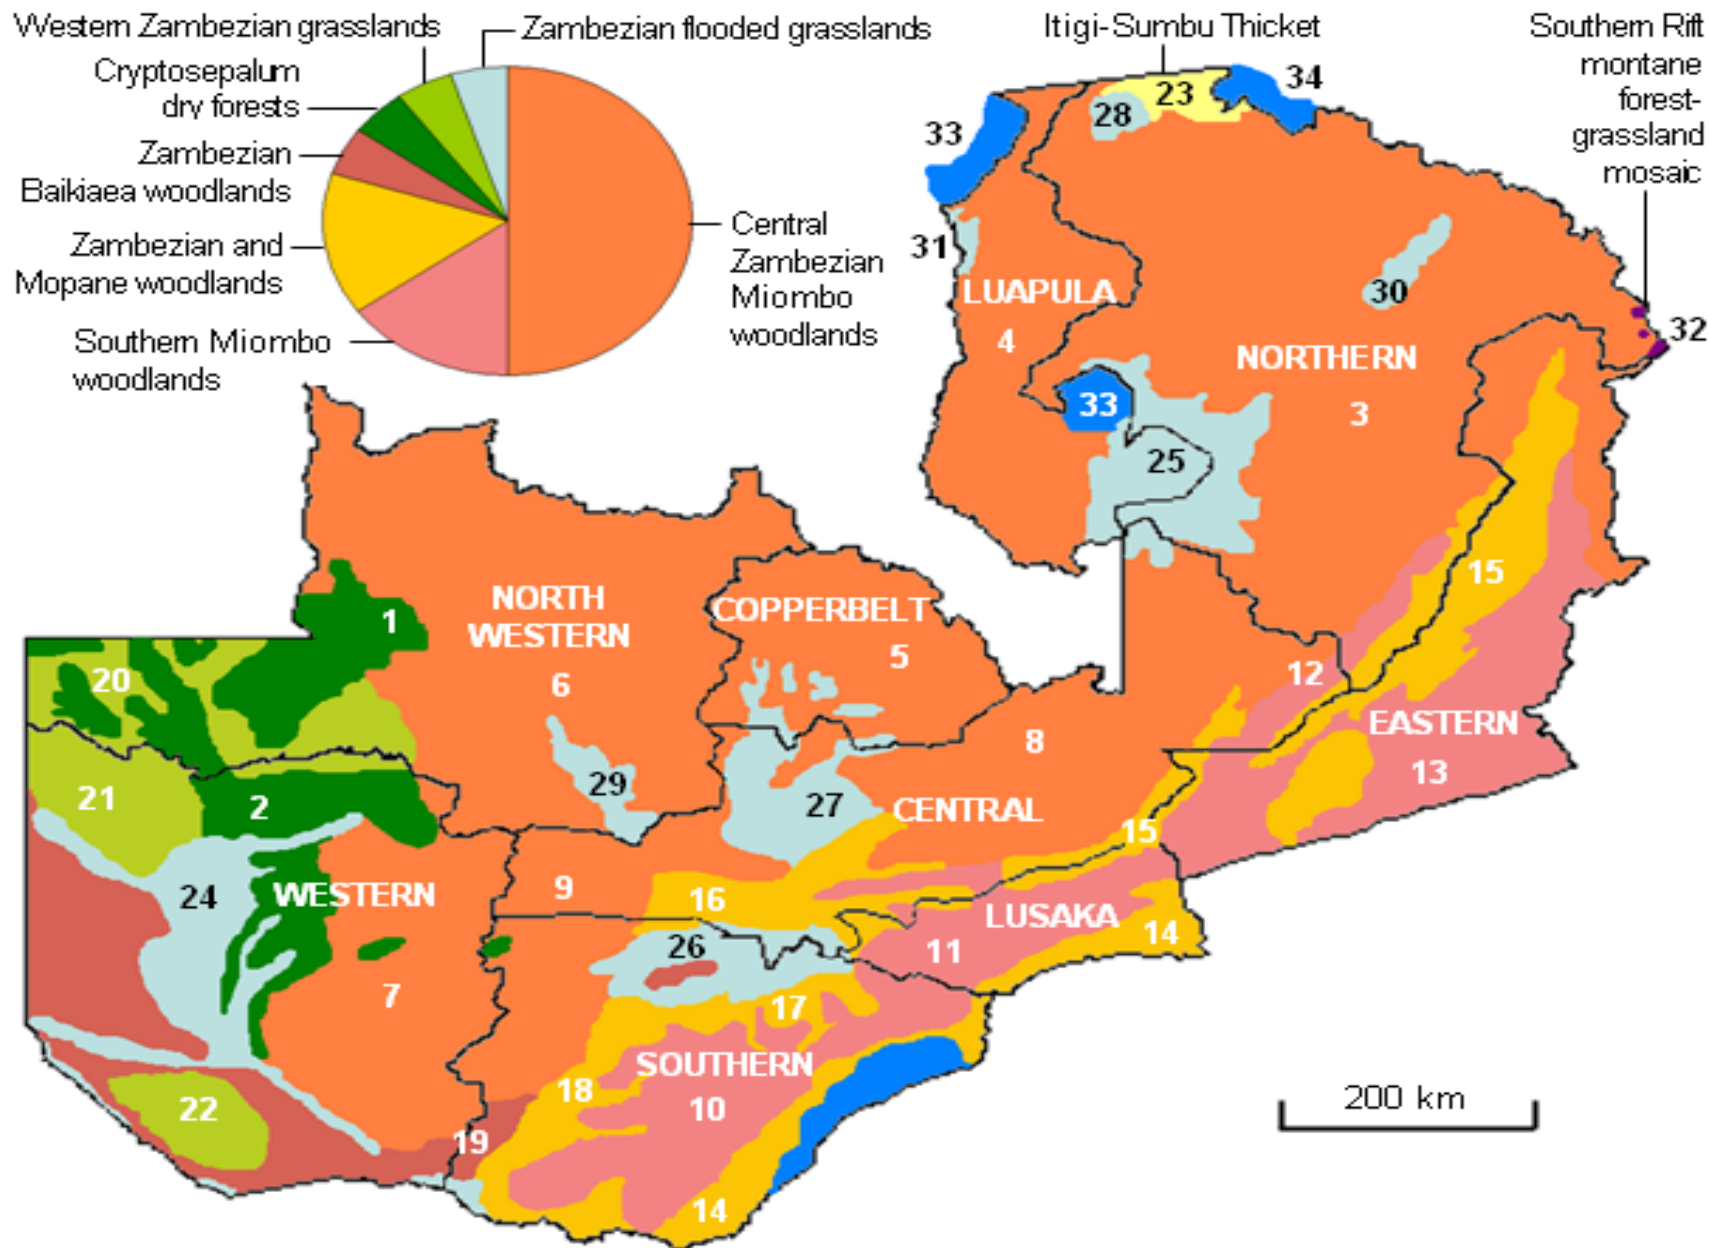 Western Zambezian grasslands
Zambezian flooded grasslands
Itigi-Sumbu Thicket
Southern Rift
montane
forest-
grassland
mosaic
Cryptosepalum
dry forests
Zambezian
Baikiaea woodlands
Zambezian and
Mopane woodlands
Southern Miombo
woodlands
Central
Zambezian
Miombo
woodlands
34
23
28
33
31
30
32
LUAPULA
4
NORTHERN
3
33
25
15
1
NORTH
WESTERN
6
COPPERBELT
5
20
12
EASTERN
13
8
21
2
29
27
CENTRAL
15
24
WESTERN
9
16
LUSAKA
11
14
26
7
17
SOUTHERN
18
10
22
19
14
200 km